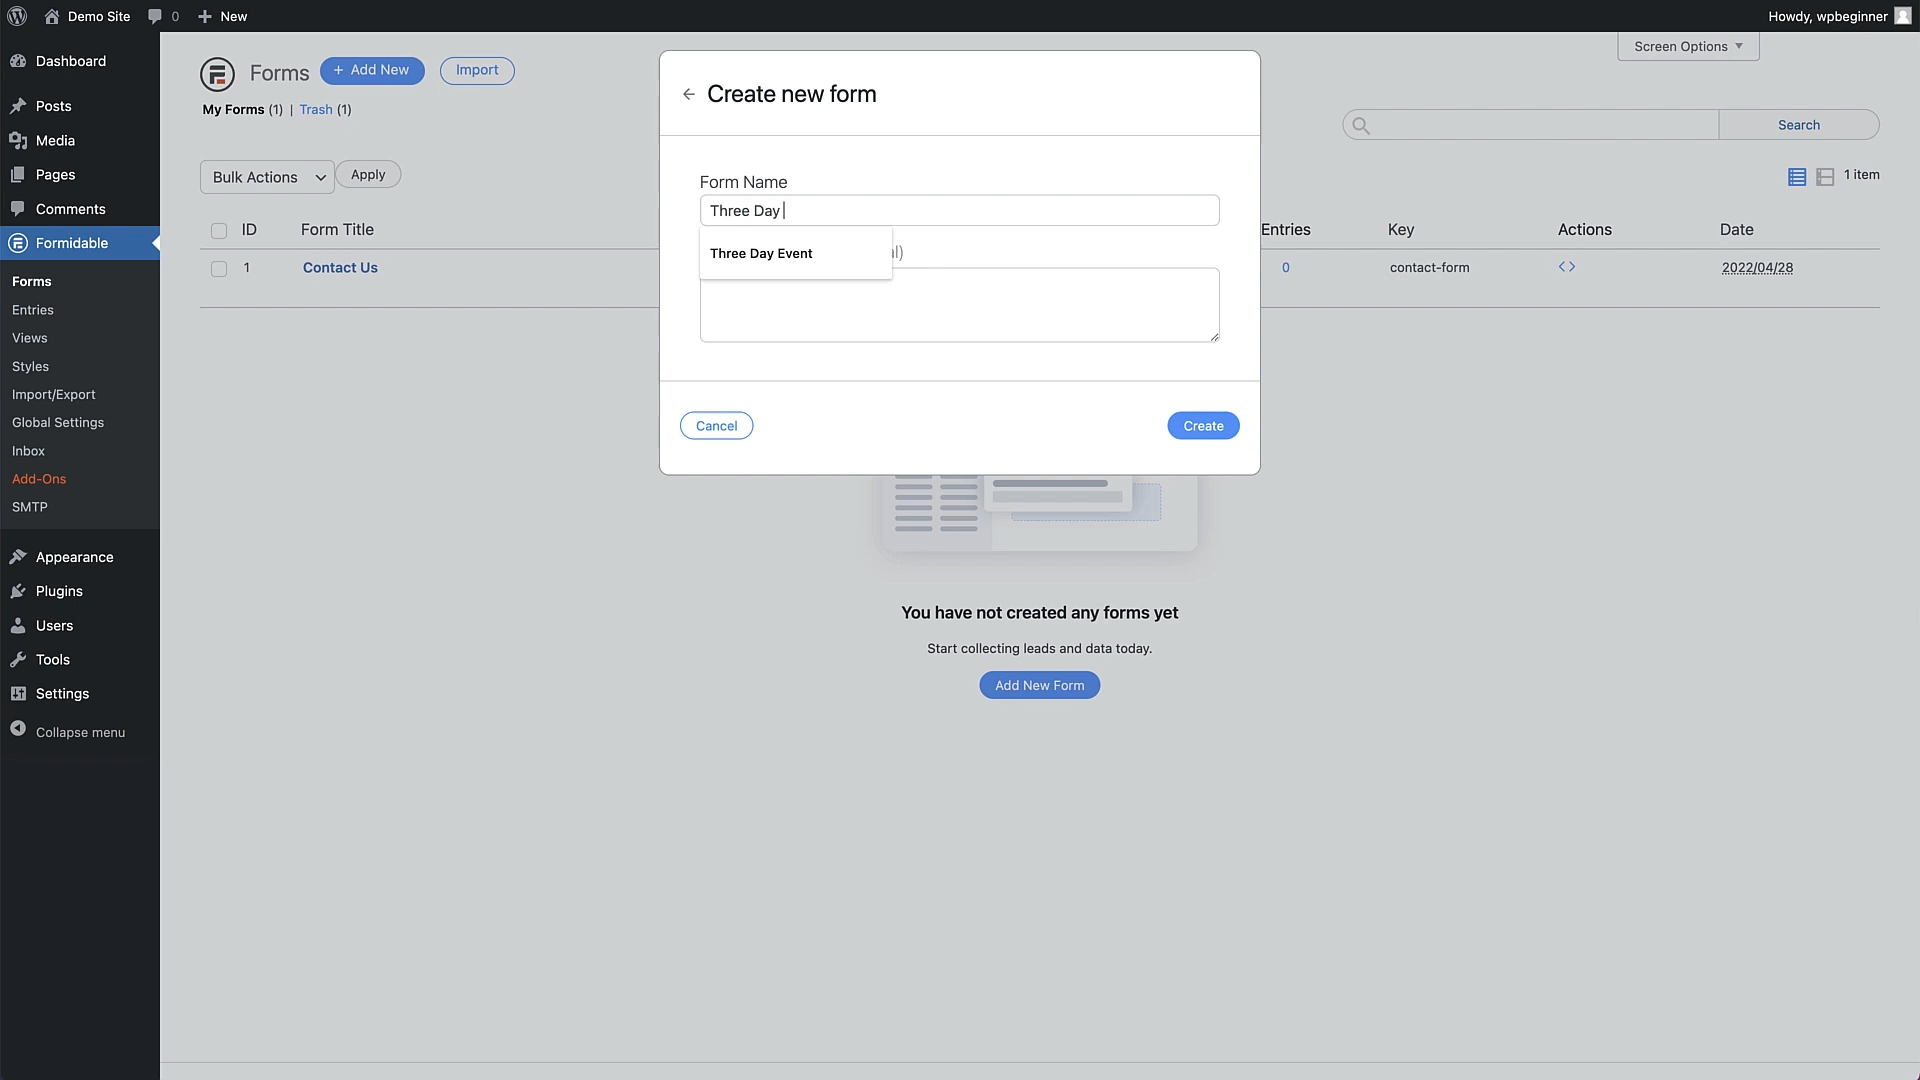 Demo Site
0
New
Howdy, wpbeginner
Dashboard
Posts
Media
Pages
Comments
Formidable
Forms
Entries
Views
Styles
Import/Export
Global Settings
Inbox
Add-Ons
SMTP
Appearance
Plugins
Users
Tools
Settings
Collapse menu
Screen Options
Forms
+ Add New
Import
My Forms (1) | Trash (1)
Search
Bulk Actions
Apply
1 item
ID Form Title Entries Key Actions Date
1 Contact Us 0 contact-form <> 2022/04/28
← Create new form
Form Name
Three Day
Three Day Event
l)
Cancel
Create
You have not created any forms yet
Start collecting leads and data today.
Add New Form